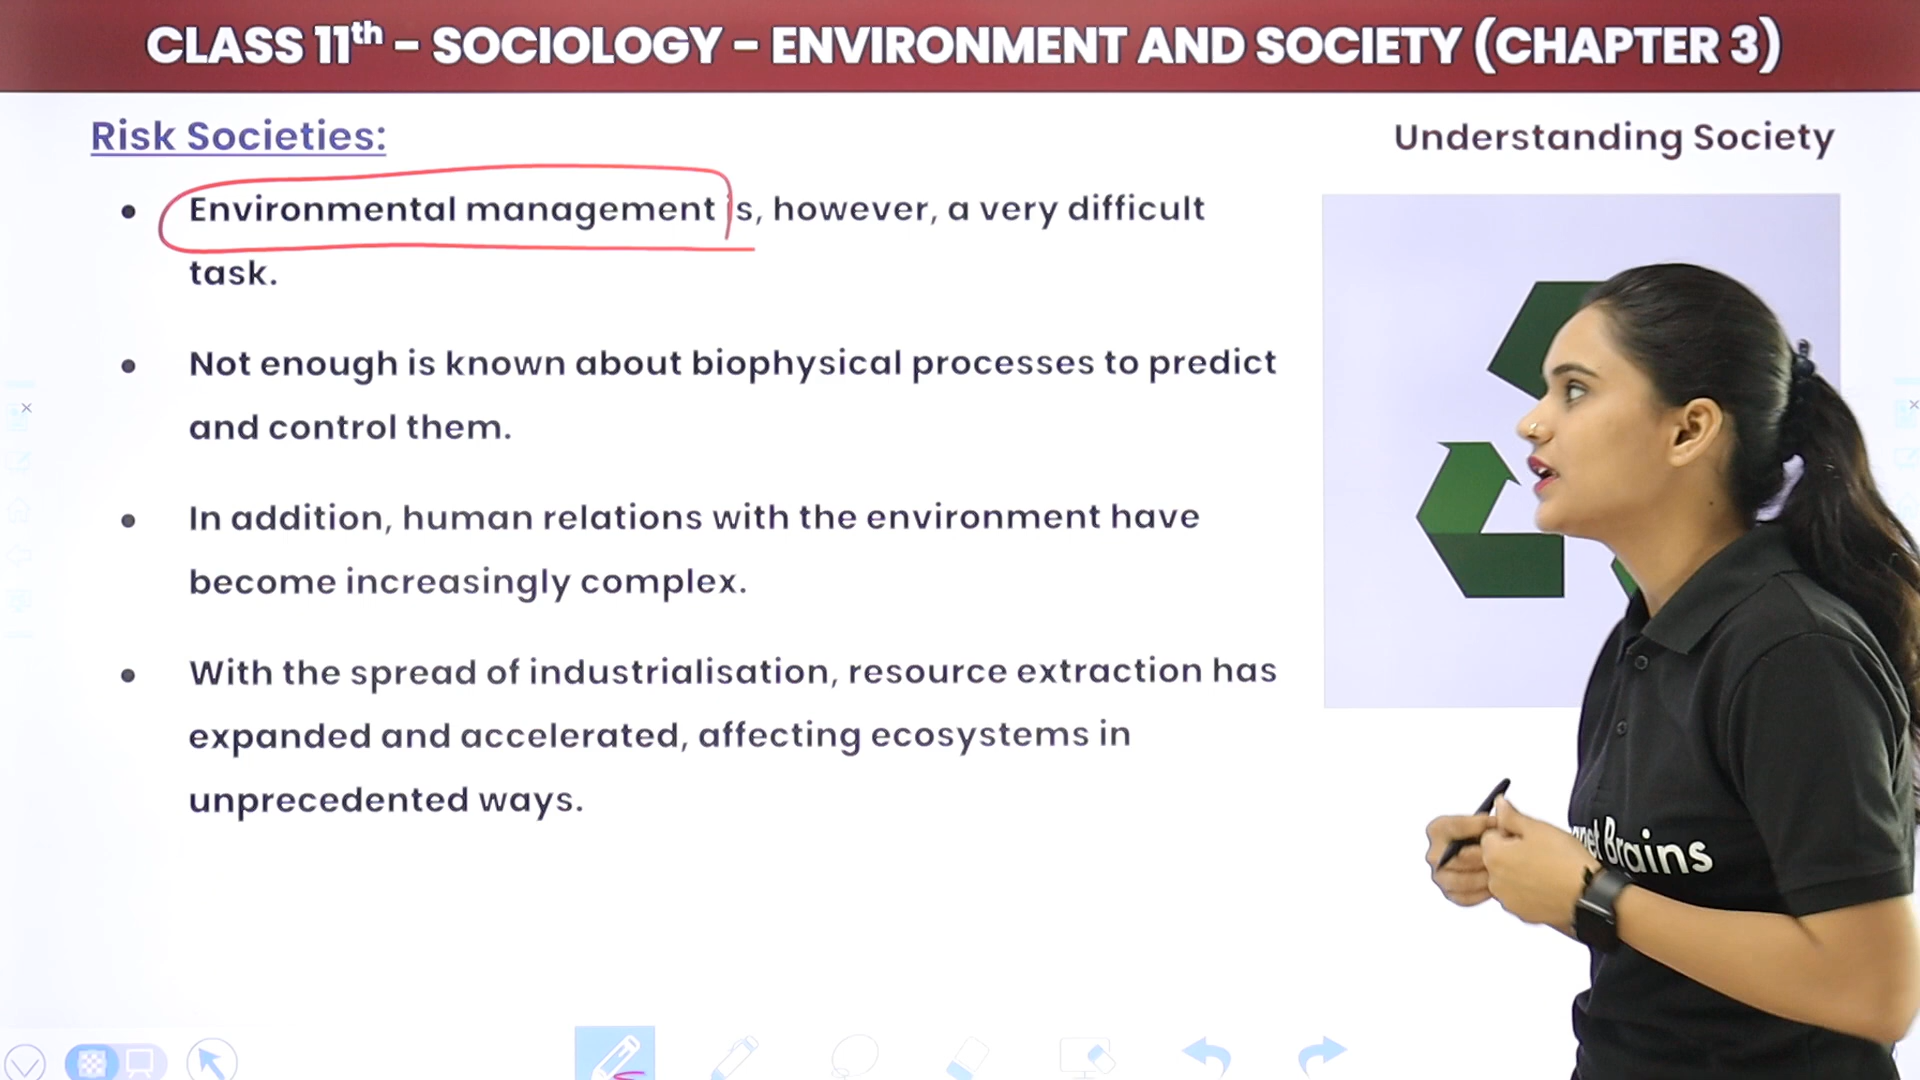 CLASS 11th – SOCIOLOGY – ENVIRONMENT AND SOCIETY (CHAPTER 3)
Risk Societies:
Understanding Society
• Environmental management is, however, a very difficult
task.
• Not enough is known about biophysical processes to predict
and control them.
• In addition, human relations with the environment have
become increasingly complex.
• With the spread of industrialisation, resource extraction has
expanded and accelerated, affecting ecosystems in
unprecedented ways.
Brains